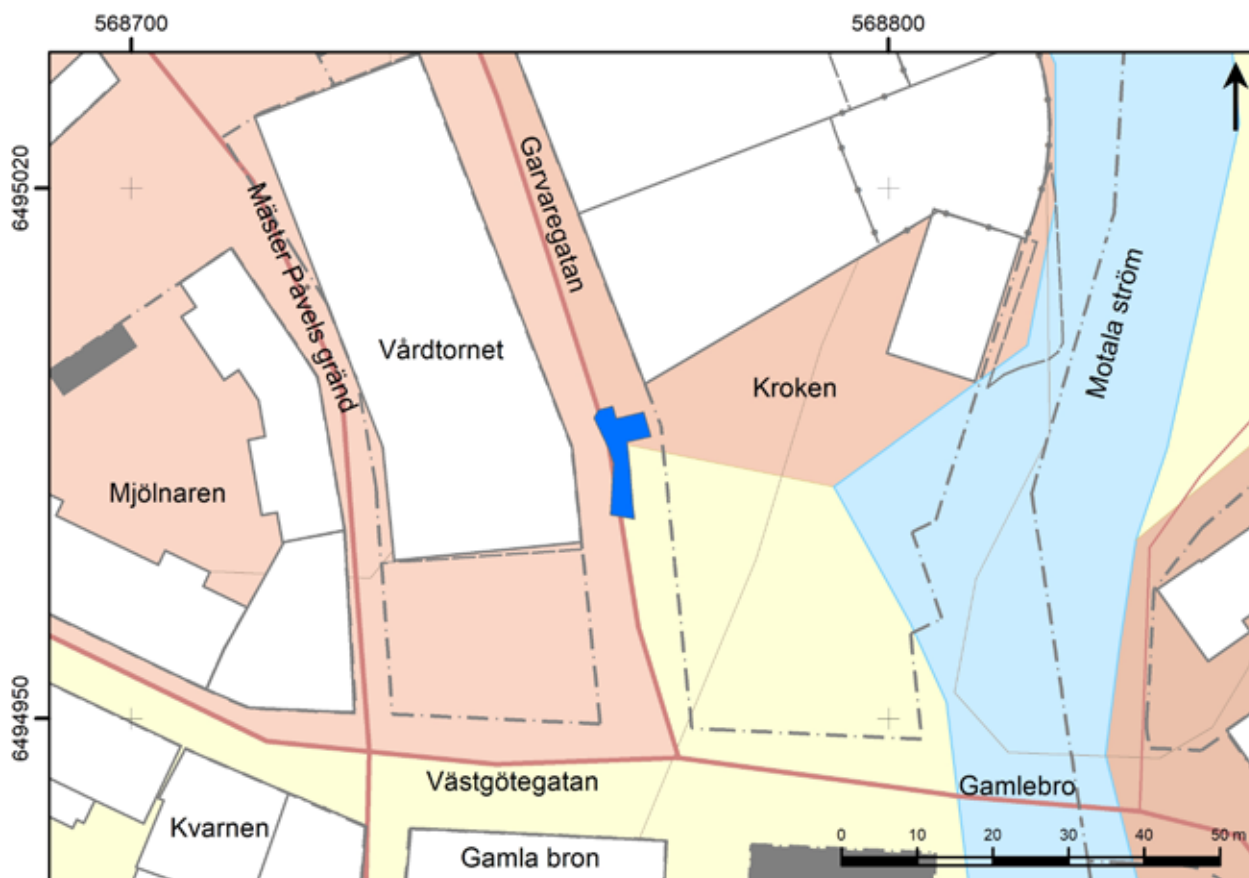 568700
568800
6495020
6494950
Mäster Pavels gränd
Garvaregatan
Vårdtornet
Kroken
Motala ström
Mjölnaren
Västgötegatan
Gamlebro
Kvarnen
Gamla bron
0 10 20 30 40 50 m